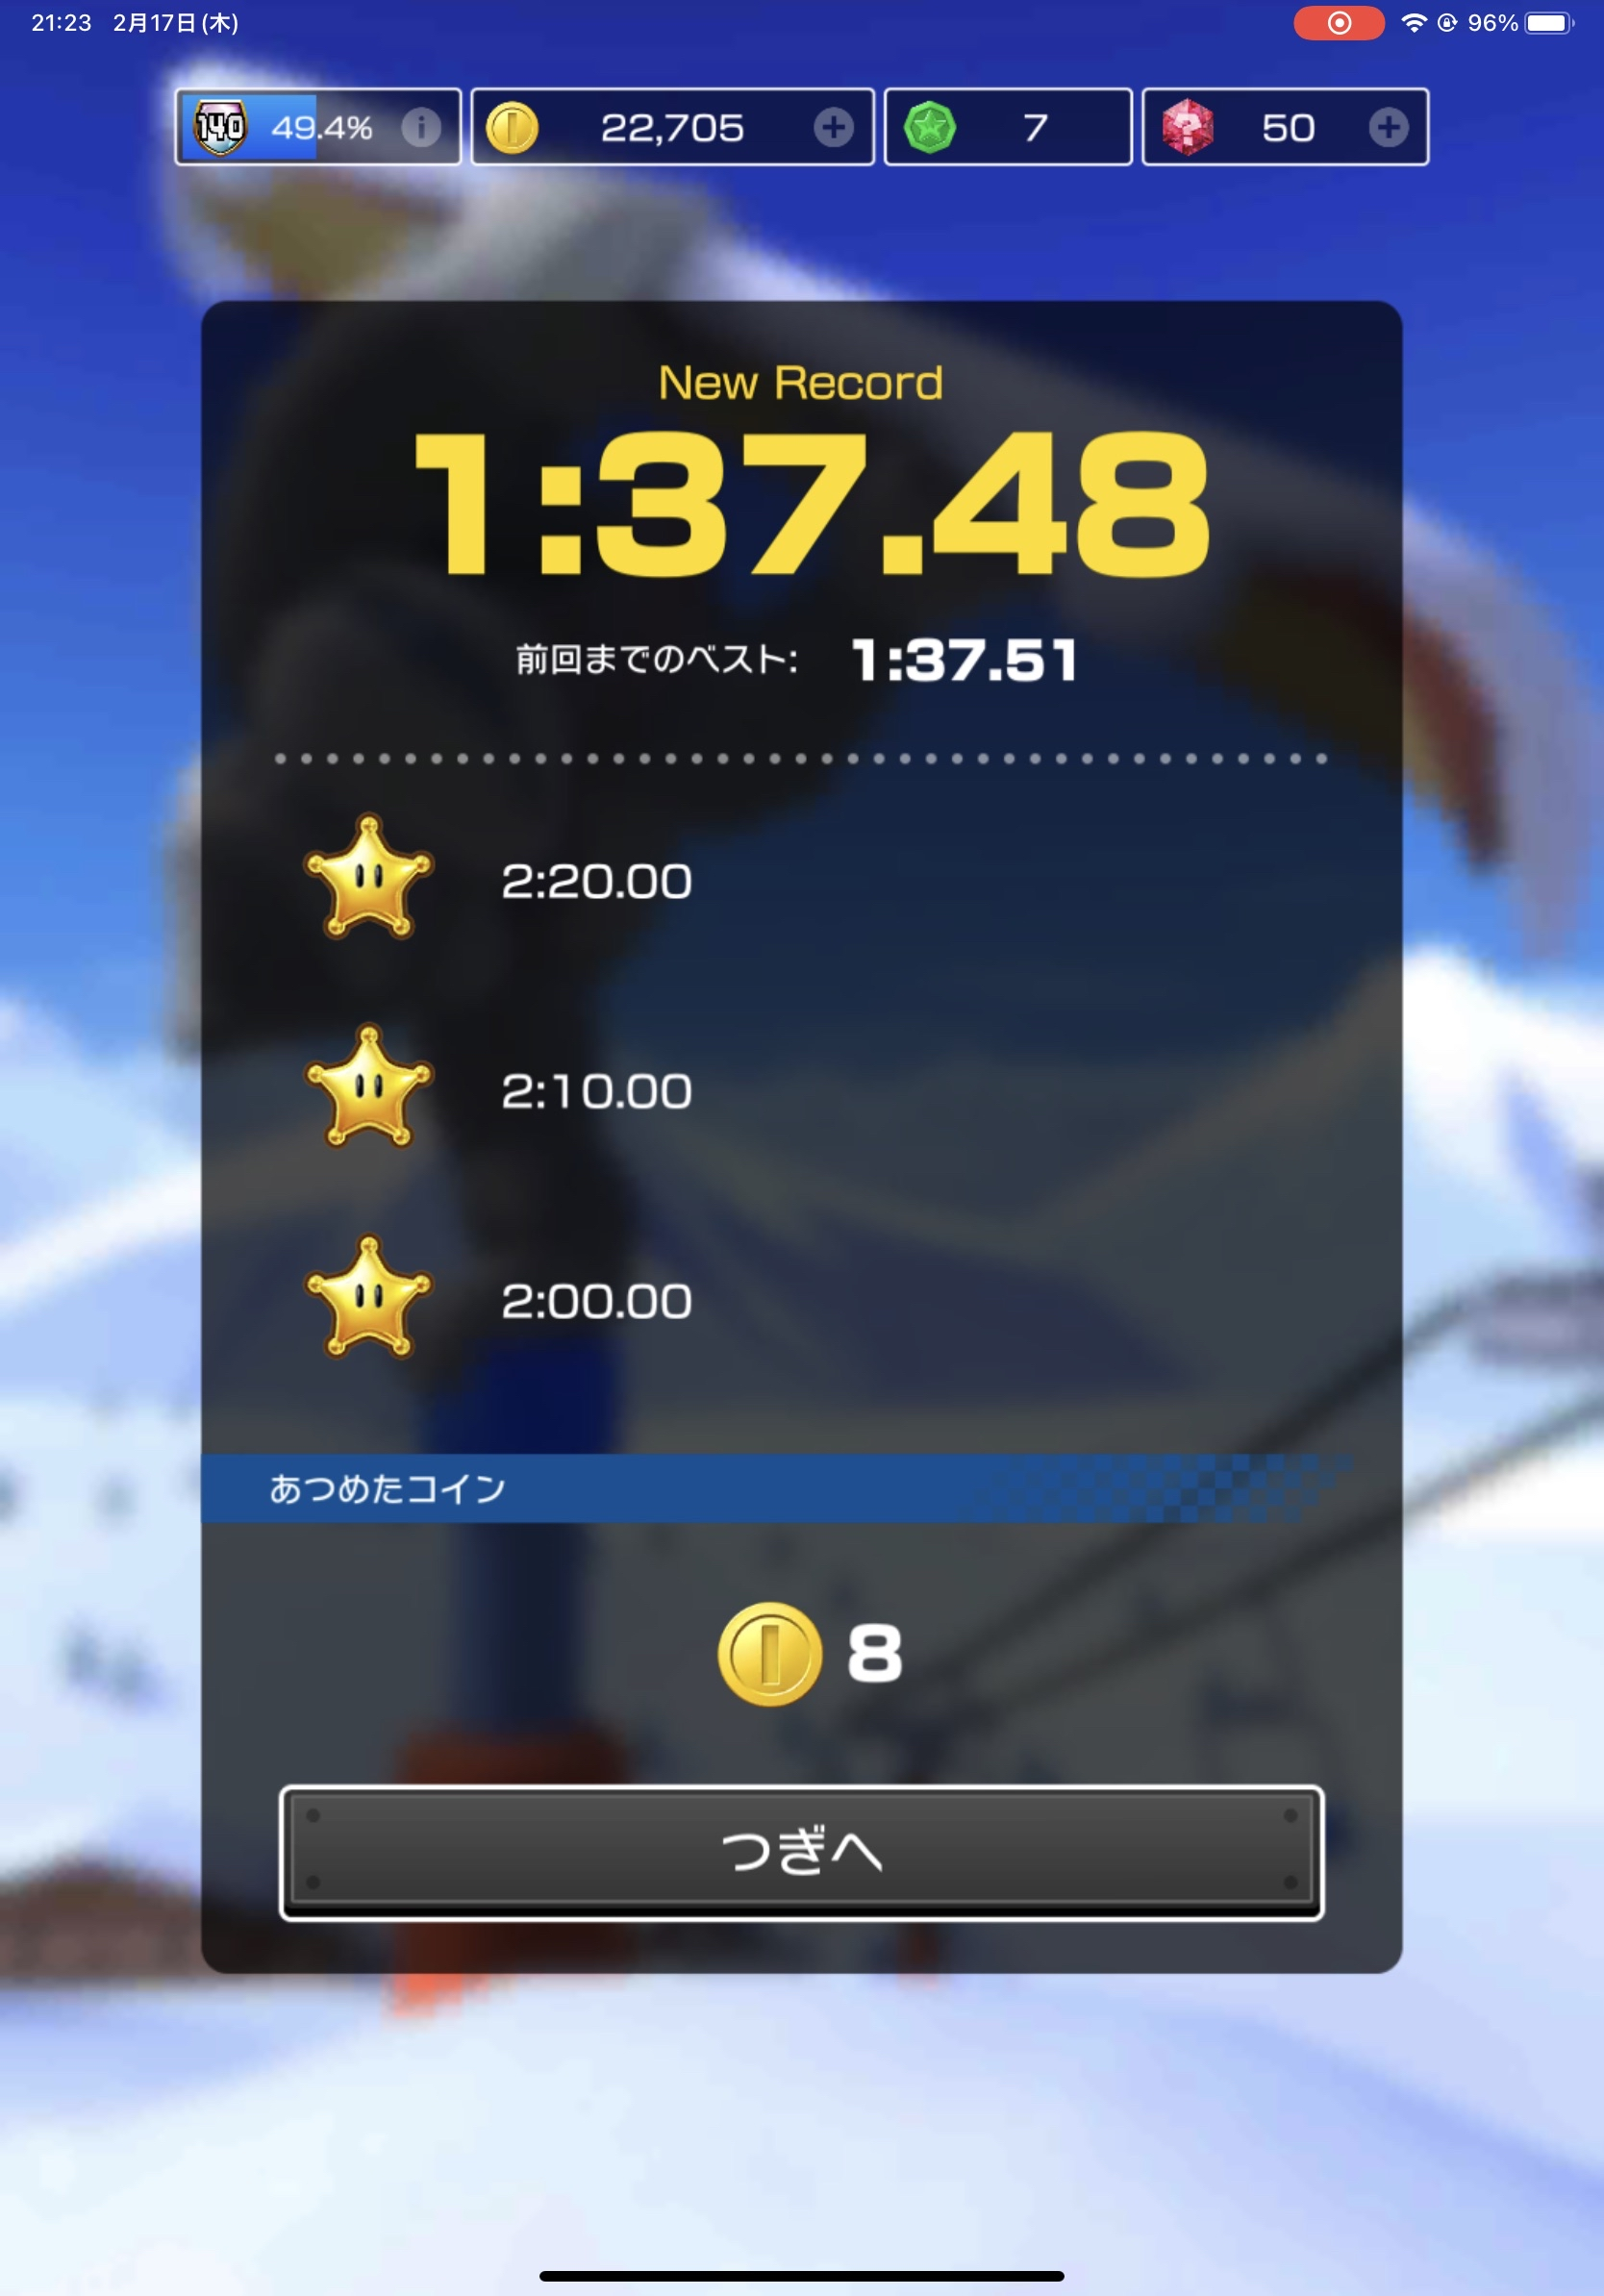 21:23 2月17日(木) 96%
140 49.4% 22,705 7 50
New Record
1:37.48
前回までのベスト: 1:37.51
2:20.00
2:10.00
2:00.00
あつめたコイン
8
つぎへ